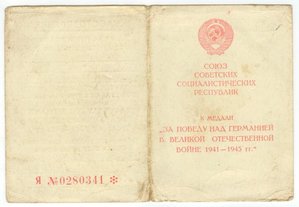 Я №0280341 *
СОЮЗ
СОВЕТСКИХ
СОЦИАЛИСТИЧЕСКИХ
РЕСПУБЛИК
К МЕДАЛИ
„ЗА ПОБЕДУ НАД ГЕРМАНИЕЙ
В ВЕЛИКОЙ ОТЕЧЕСТВЕННОЙ
ВОЙНЕ 1941—1945 гг.“